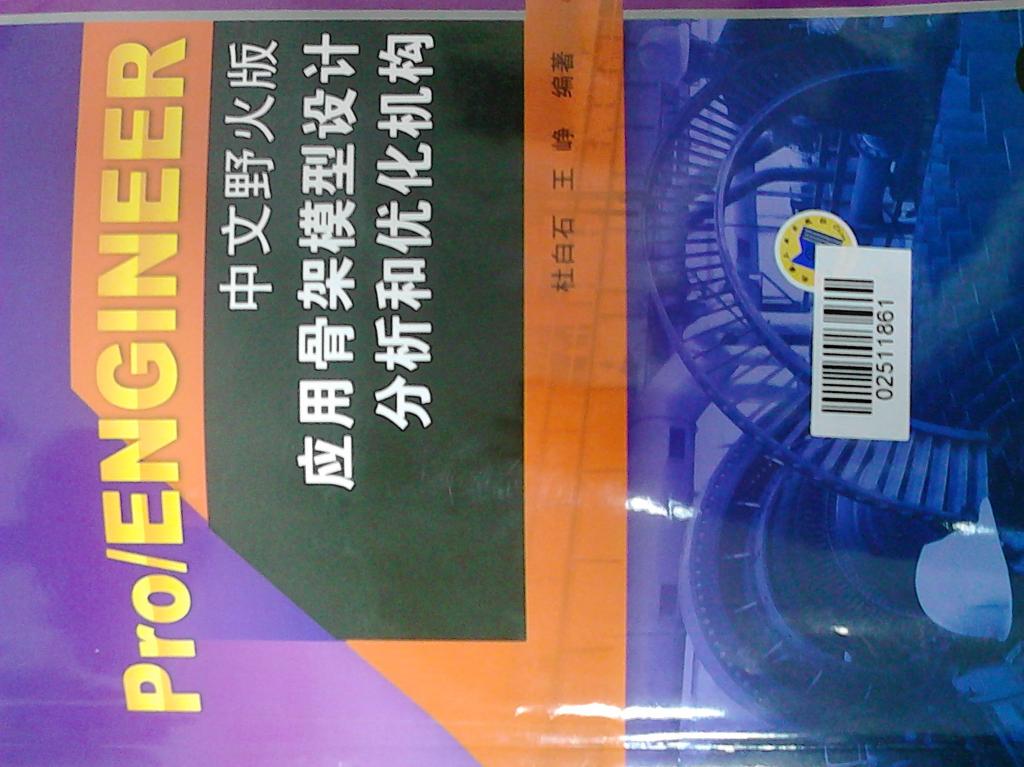 Pro/ENGINEER
中文野火版
应用骨架模型设计
分析和优化机构
杜白石 王 峥 编著
02511861